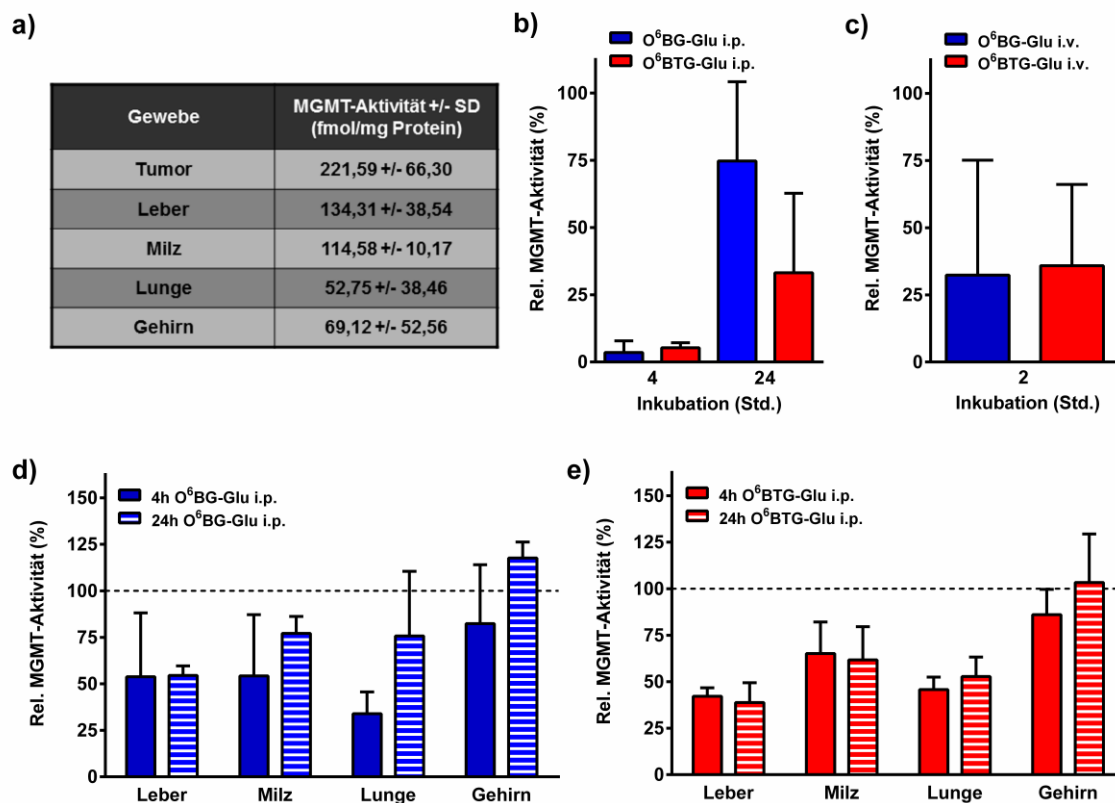 a)
Gewebe
MGMT-Aktivität +/- SD
(fmol/mg Protein)
Tumor
221,59 +/- 66,30
Leber
134,31 +/- 38,54
Milz
114,58 +/- 10,17
Lunge
52,75 +/- 38,46
Gehirn
69,12 +/- 52,56
b)
O⁶BG-Glu i.p.
O⁶BTG-Glu i.p.
Rel. MGMT-Aktivität (%)
100
75
50
25
0
4
24
Inkubation (Std.)
c)
O⁶BG-Glu i.v.
O⁶BTG-Glu i.v.
Rel. MGMT-Aktivität (%)
100
75
50
25
0
2
Inkubation (Std.)
d)
4h O⁶BG-Glu i.p.
24h O⁶BG-Glu i.p.
Rel. MGMT-Aktivität (%)
150
125
100
75
50
25
0
Leber
Milz
Lunge
Gehirn
e)
4h O⁶BTG-Glu i.p.
24h O⁶BTG-Glu i.p.
Rel. MGMT-Aktivität (%)
150
125
100
75
50
25
0
Leber
Milz
Lunge
Gehirn